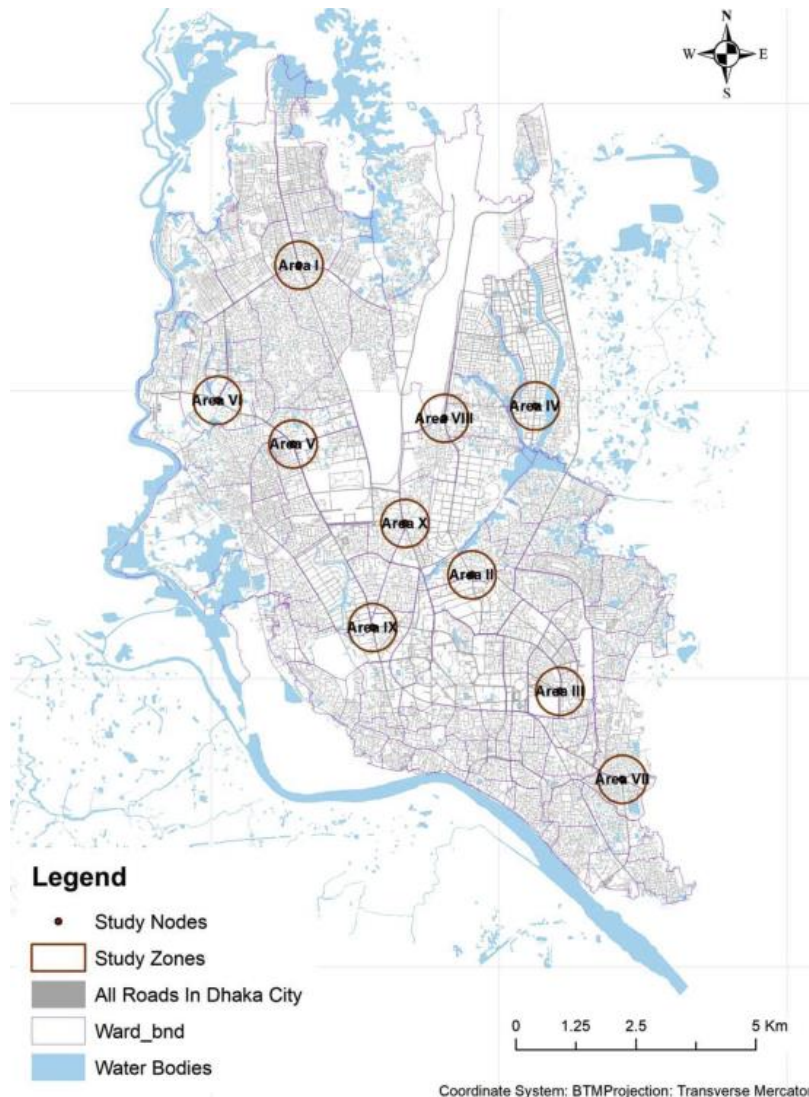 N
W E
S
Area I
Area VI
Area IV
Area VIII
Area V
Area X
Area II
Area IX
Area III
Area VII
Legend
Study Nodes
Study Zones
All Roads In Dhaka City
Ward_bnd
Water Bodies
0 1.25 2.5 5 Km
Coordinate System: BTMProjection: Transverse Mercator